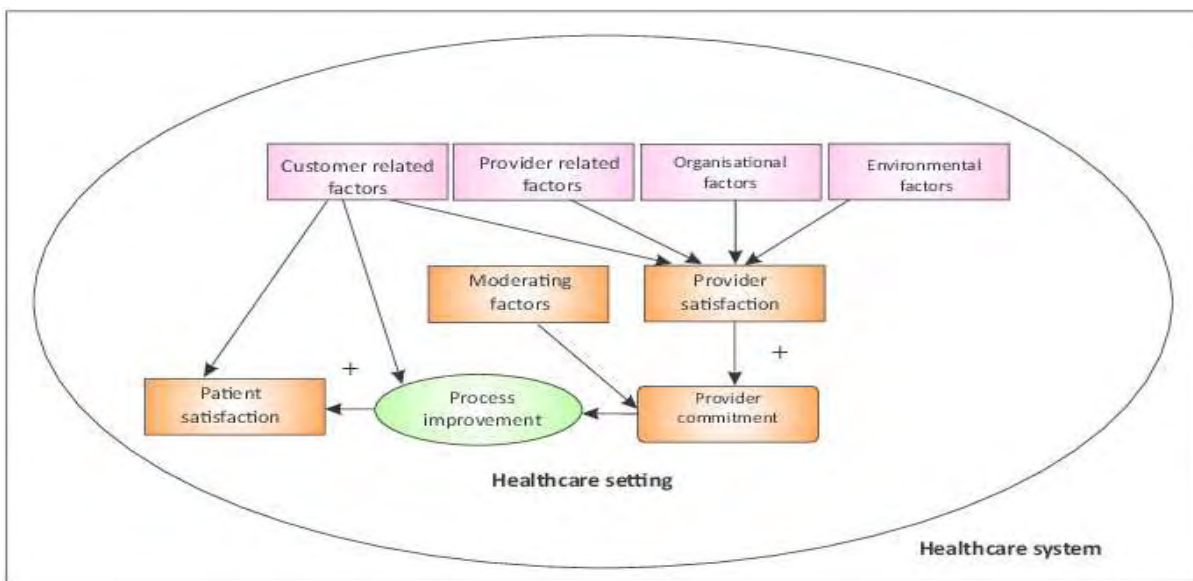 Customer related
factors
Provider related
factors
Organisational
factors
Environmental
factors
Moderating
factors
Provider
satisfaction
+
+
Patient
satisfaction
Process
improvement
Provider
commitment
Healthcare setting
Healthcare system